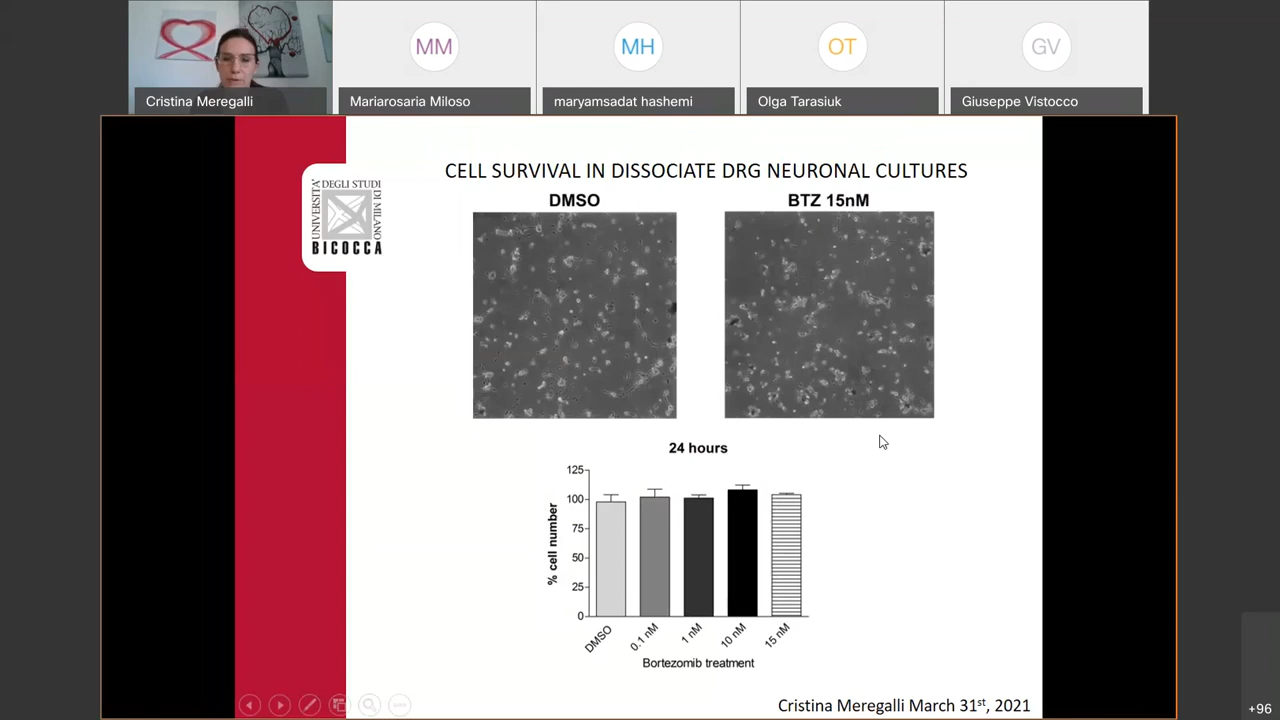 MM
MH
OT
GV
Cristina Meregalli
Mariarosaria Miloso
maryamsadat hashemi
Olga Tarasiuk
Giuseppe Vistocco
UNIVERSITA'
DEGLI STUDI
DI MILANO
BICOCCA
CELL SURVIVAL IN DISSOCIATE DRG NEURONAL CULTURES
DMSO
BTZ 15nM
24 hours
% cell number
125
100
75
50
25
0
DMSO
0.1 nM
1 nM
10 nM
15 nM
Bortezomib treatment
Cristina Meregalli March 31st, 2021
+96